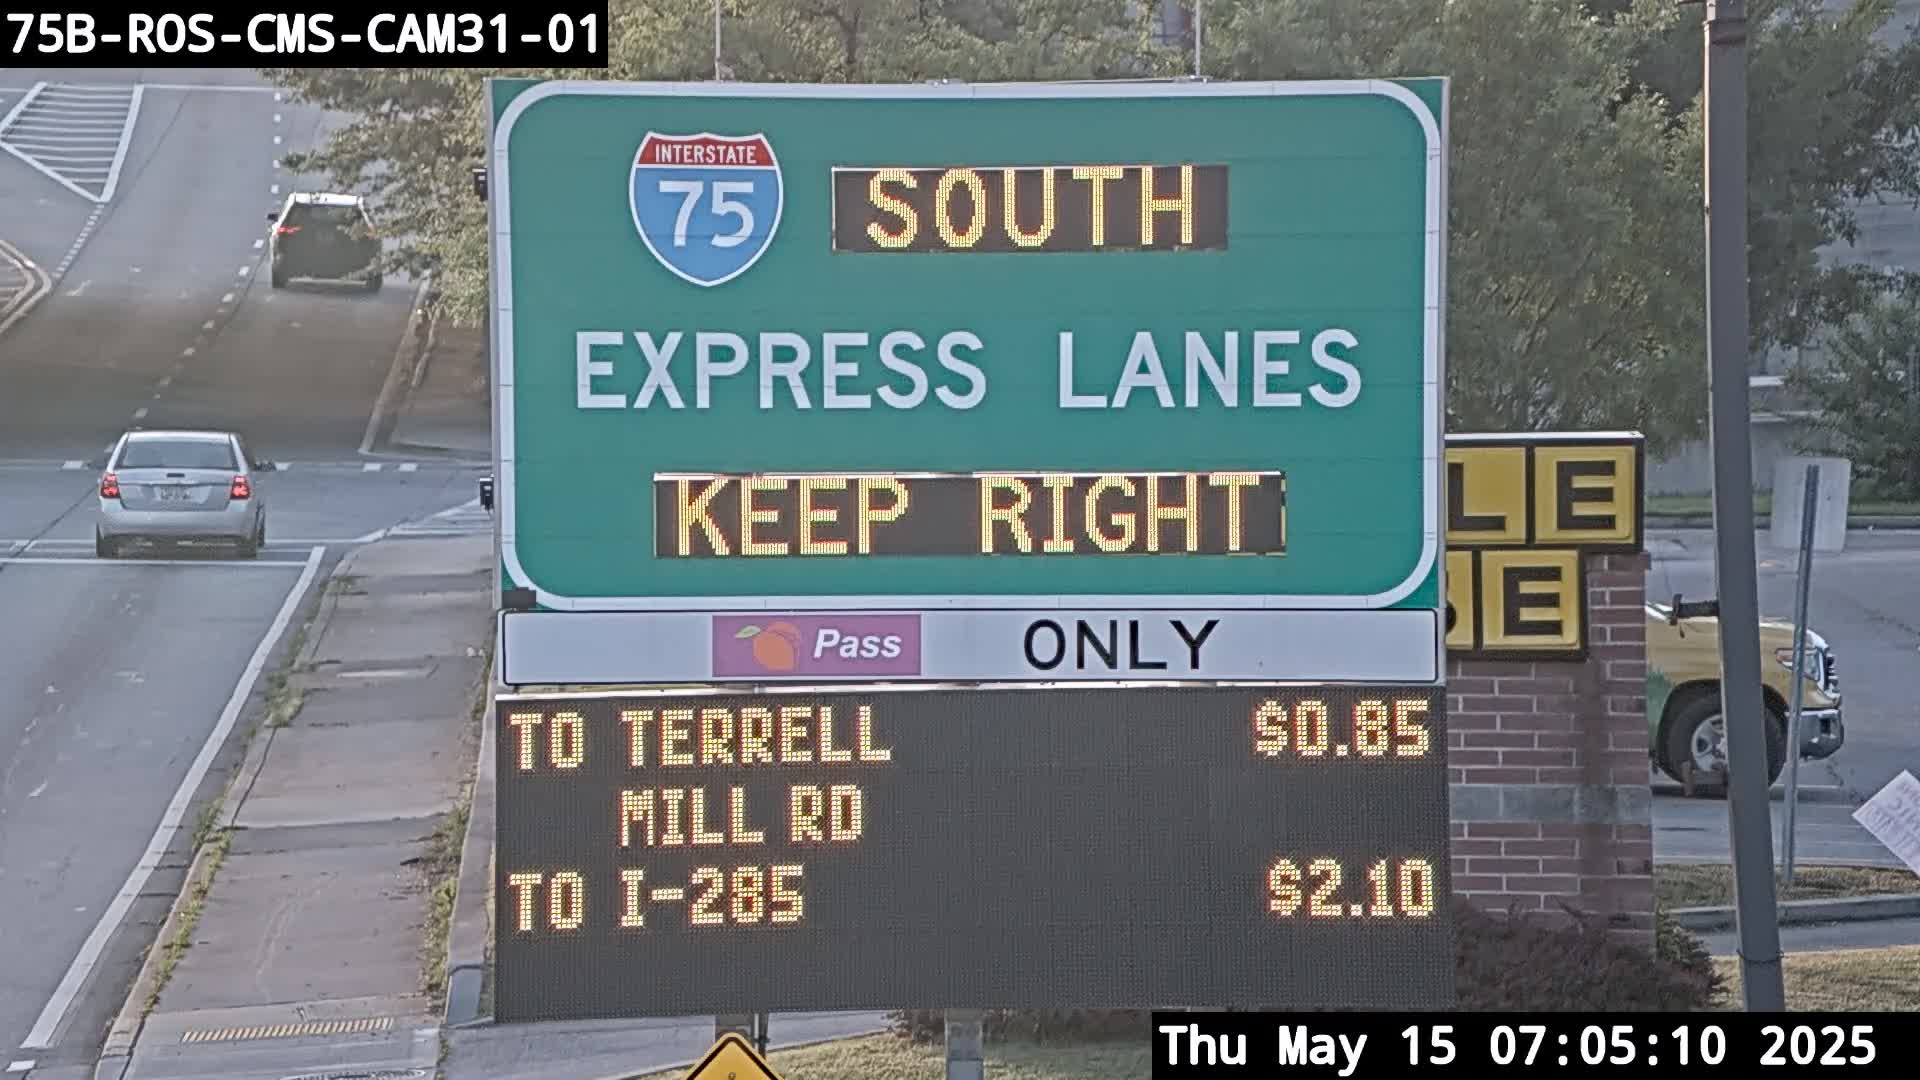 75B-ROS-CMS-CAM31-01
INTERSTATE
75
SOUTH
EXPRESS LANES
KEEP RIGHT
Pass ONLY
LE
E
TO TERRELL $0.85
MILL RD
TO I-285 $2.10
Thu May 15 07:05:10 2025